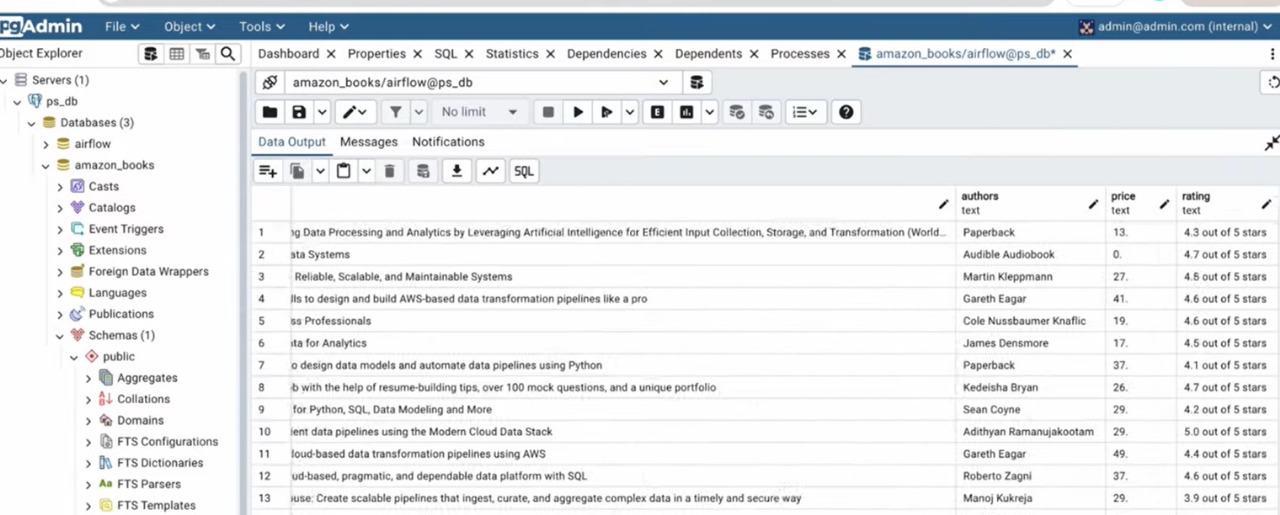 pgAdmin File Object Tools Help admin@admin.com (internal)
Object Explorer Dashboard Properties SQL Statistics Dependencies Dependents Processes amazon_books/airflow@ps_db*
Servers (1)
ps_db
Databases (3)
airflow
amazon_books
Casts
Catalogs
Event Triggers
Extensions
Foreign Data Wrappers
Languages
Publications
Schemas (1)
public
Aggregates
Collations
Domains
FTS Configurations
FTS Dictionaries
FTS Parsers
FTS Templates
amazon_books/airflow@ps_db
No limit
Data Output Messages Notifications
SQL
authors price rating
text text text
1 ng Data Processing and Analytics by Leveraging Artificial Intelligence for Efficient Input Collection, Storage, and Transformation (World... Paperback 13. 4.3 out of 5 stars
2 ata Systems Audible Audiobook 0. 4.7 out of 5 stars
3 Reliable, Scalable, and Maintainable Systems Martin Kleppmann 27. 4.8 out of 5 stars
4 lls to design and build AWS-based data transformation pipelines like a pro Gareth Eagar 41. 4.6 out of 5 stars
5 ss Professionals Cole Nussbaumer Knaflic 19. 4.6 out of 5 stars
6 ata for Analytics James Densmore 17. 4.5 out of 5 stars
7 o design data models and automate data pipelines using Python Paperback 37. 4.1 out of 5 stars
8 b with the help of resume-building tips, over 100 mock questions, and a unique portfolio Kedeisha Bryan 26. 4.7 out of 5 stars
9 for Python, SQL, Data Modeling and More Sean Coyne 29. 4.2 out of 5 stars
10 ient data pipelines using the Modern Cloud Data Stack Adithyan Ramanujakootam 29. 5.0 out of 5 stars
11 loud-based data transformation pipelines using AWS Gareth Eagar 49. 4.4 out of 5 stars
12 ud-based, pragmatic, and dependable data platform with SQL Roberto Zagni 37. 4.6 out of 5 stars
13 use: Create scalable pipelines that ingest, curate, and aggregate complex data in a timely and secure way Manoj Kukreja 29. 3.9 out of 5 stars